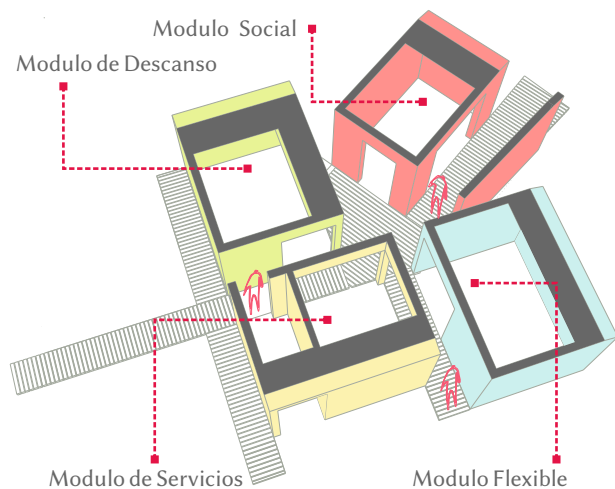 Modulo Social
Modulo de Descanso
Modulo de Servicios
Modulo Flexible